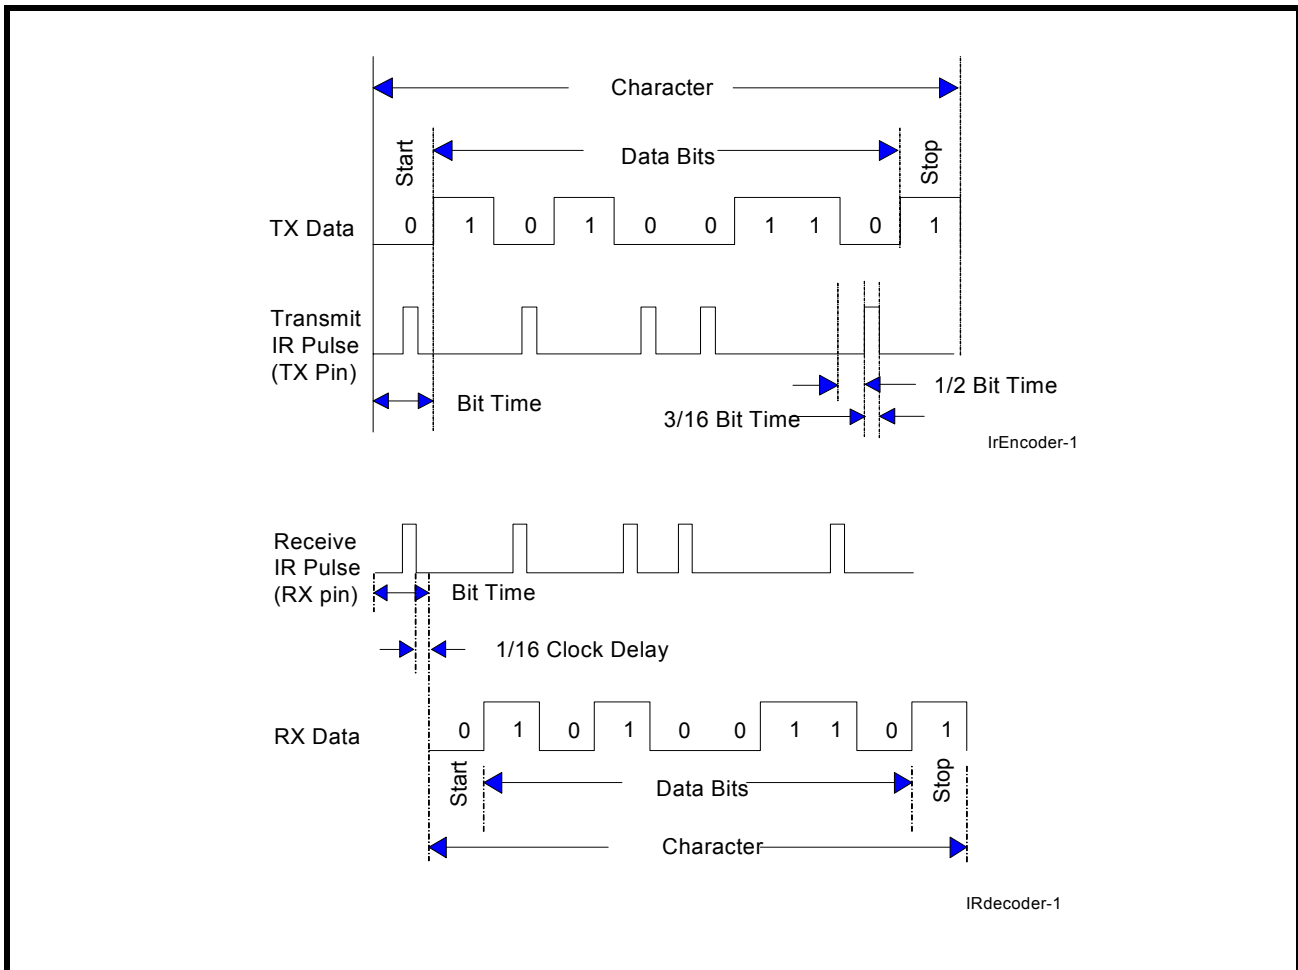 Character
Start
Data Bits
Stop
TX Data
0 1 0 1 0 0 1 1 0 1
Transmit
IR Pulse
(TX Pin)
Bit Time
1/2 Bit Time
3/16 Bit Time
IrEncoder-1
Receive
IR Pulse
(RX pin)
Bit Time
1/16 Clock Delay
RX Data
0 1 0 1 0 0 1 1 0 1
Start
Data Bits
Stop
Character
IRdecoder-1